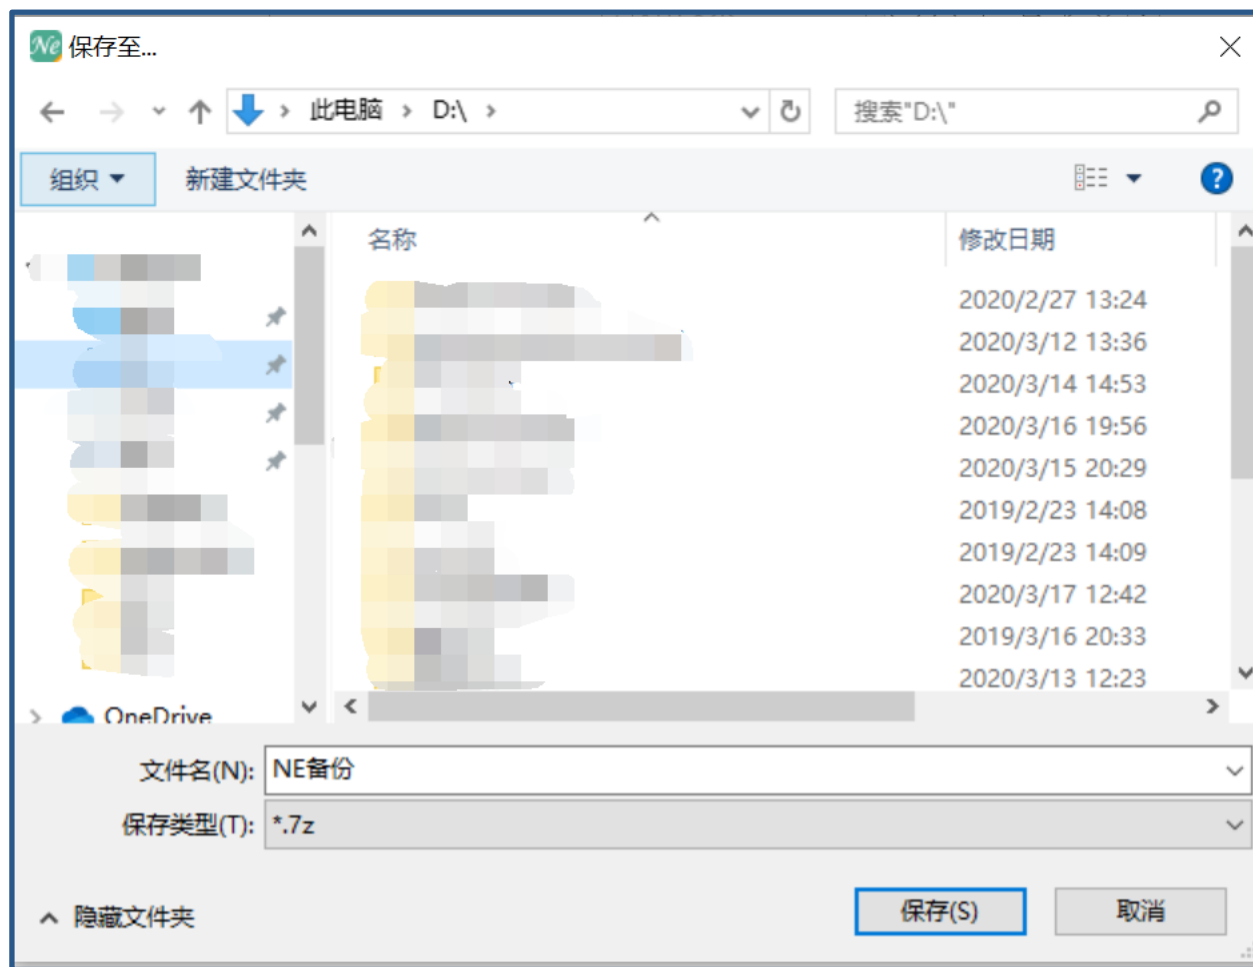 Ne 保存至...
此电脑 › D:\ ›
搜索"D:\"
组织
新建文件夹
名称
修改日期
2020/2/27 13:24
2020/3/12 13:36
2020/3/14 14:53
2020/3/16 19:56
2020/3/15 20:29
2019/2/23 14:08
2019/2/23 14:09
2020/3/17 12:42
2019/3/16 20:33
2020/3/13 12:23
OneDrive
文件名(N): NE备份
保存类型(T): *.7z
隐藏文件夹
保存(S)
取消